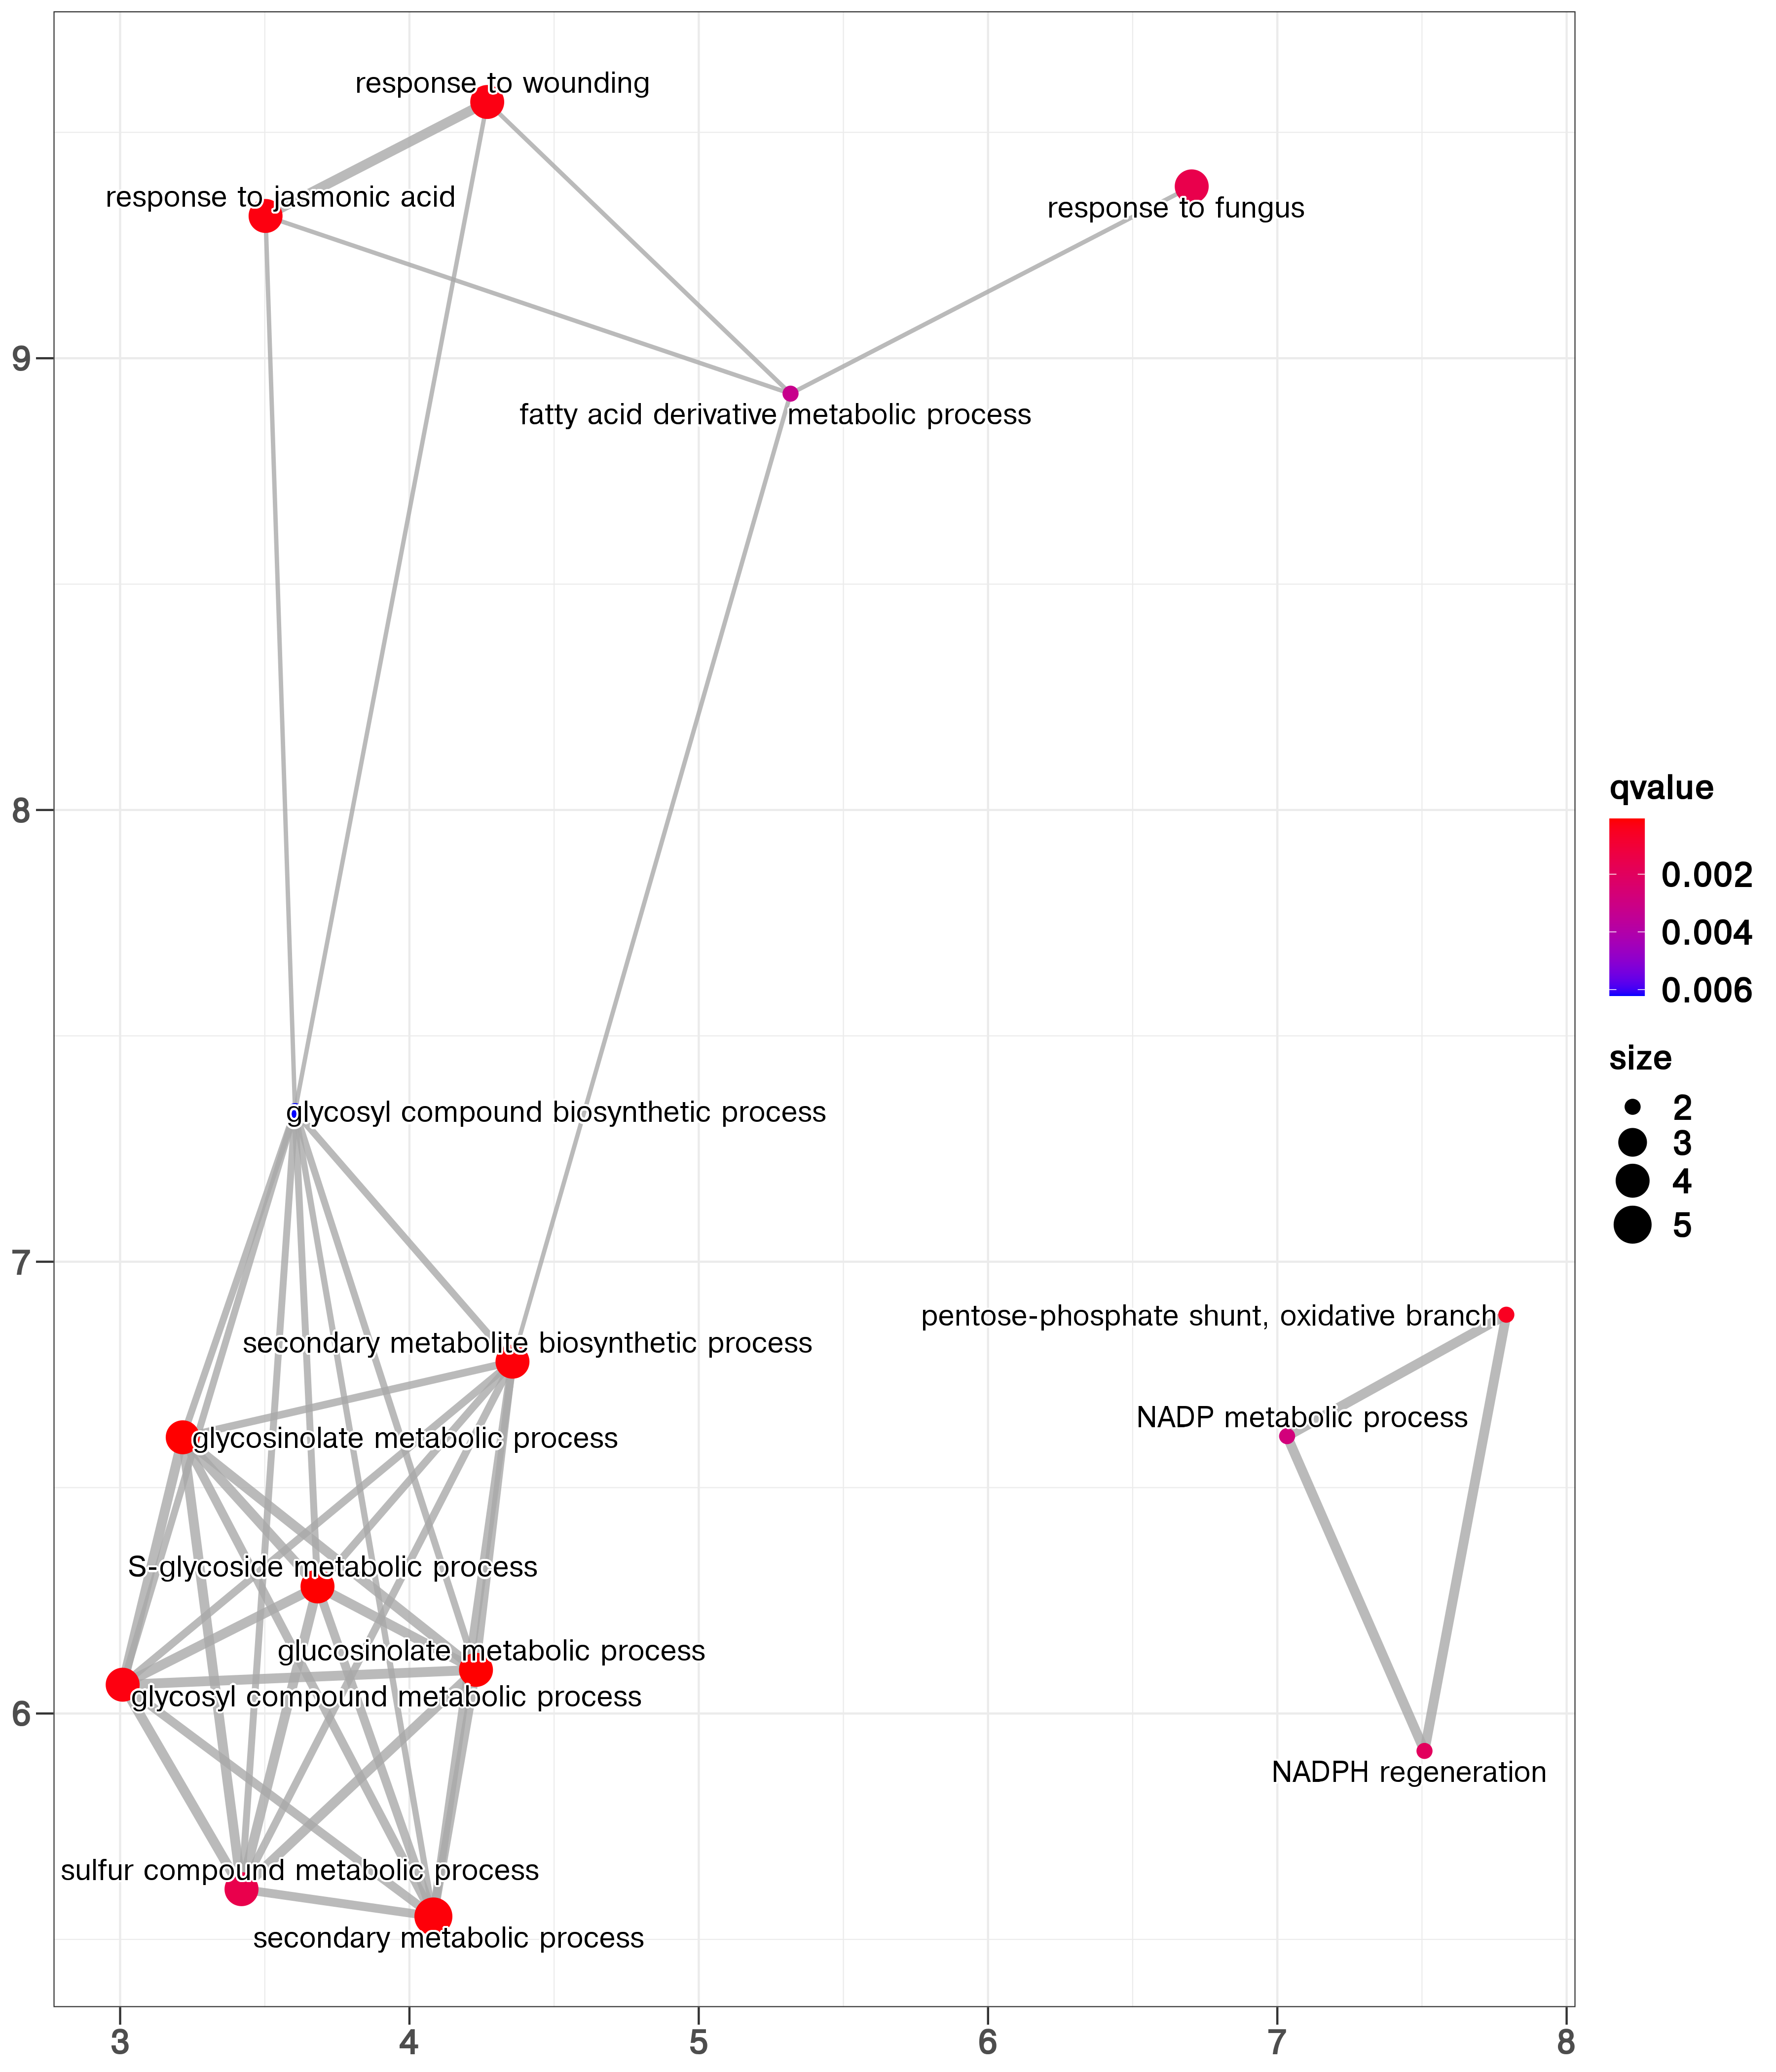 response to wounding
response to jasmonic acid
response to fungus
9
fatty acid derivative metabolic process
8
qvalue
0.002
0.004
0.006
size
2
3
4
5
glycosyl compound biosynthetic process
7
pentose-phosphate shunt, oxidative branch
secondary metabolite biosynthetic process
NADP metabolic process
glycosinolate metabolic process
S-glycoside metabolic process
glucosinolate metabolic process
glycosyl compound metabolic process
6
NADPH regeneration
sulfur compound metabolic process
secondary metabolic process
3
4
5
6
7
8